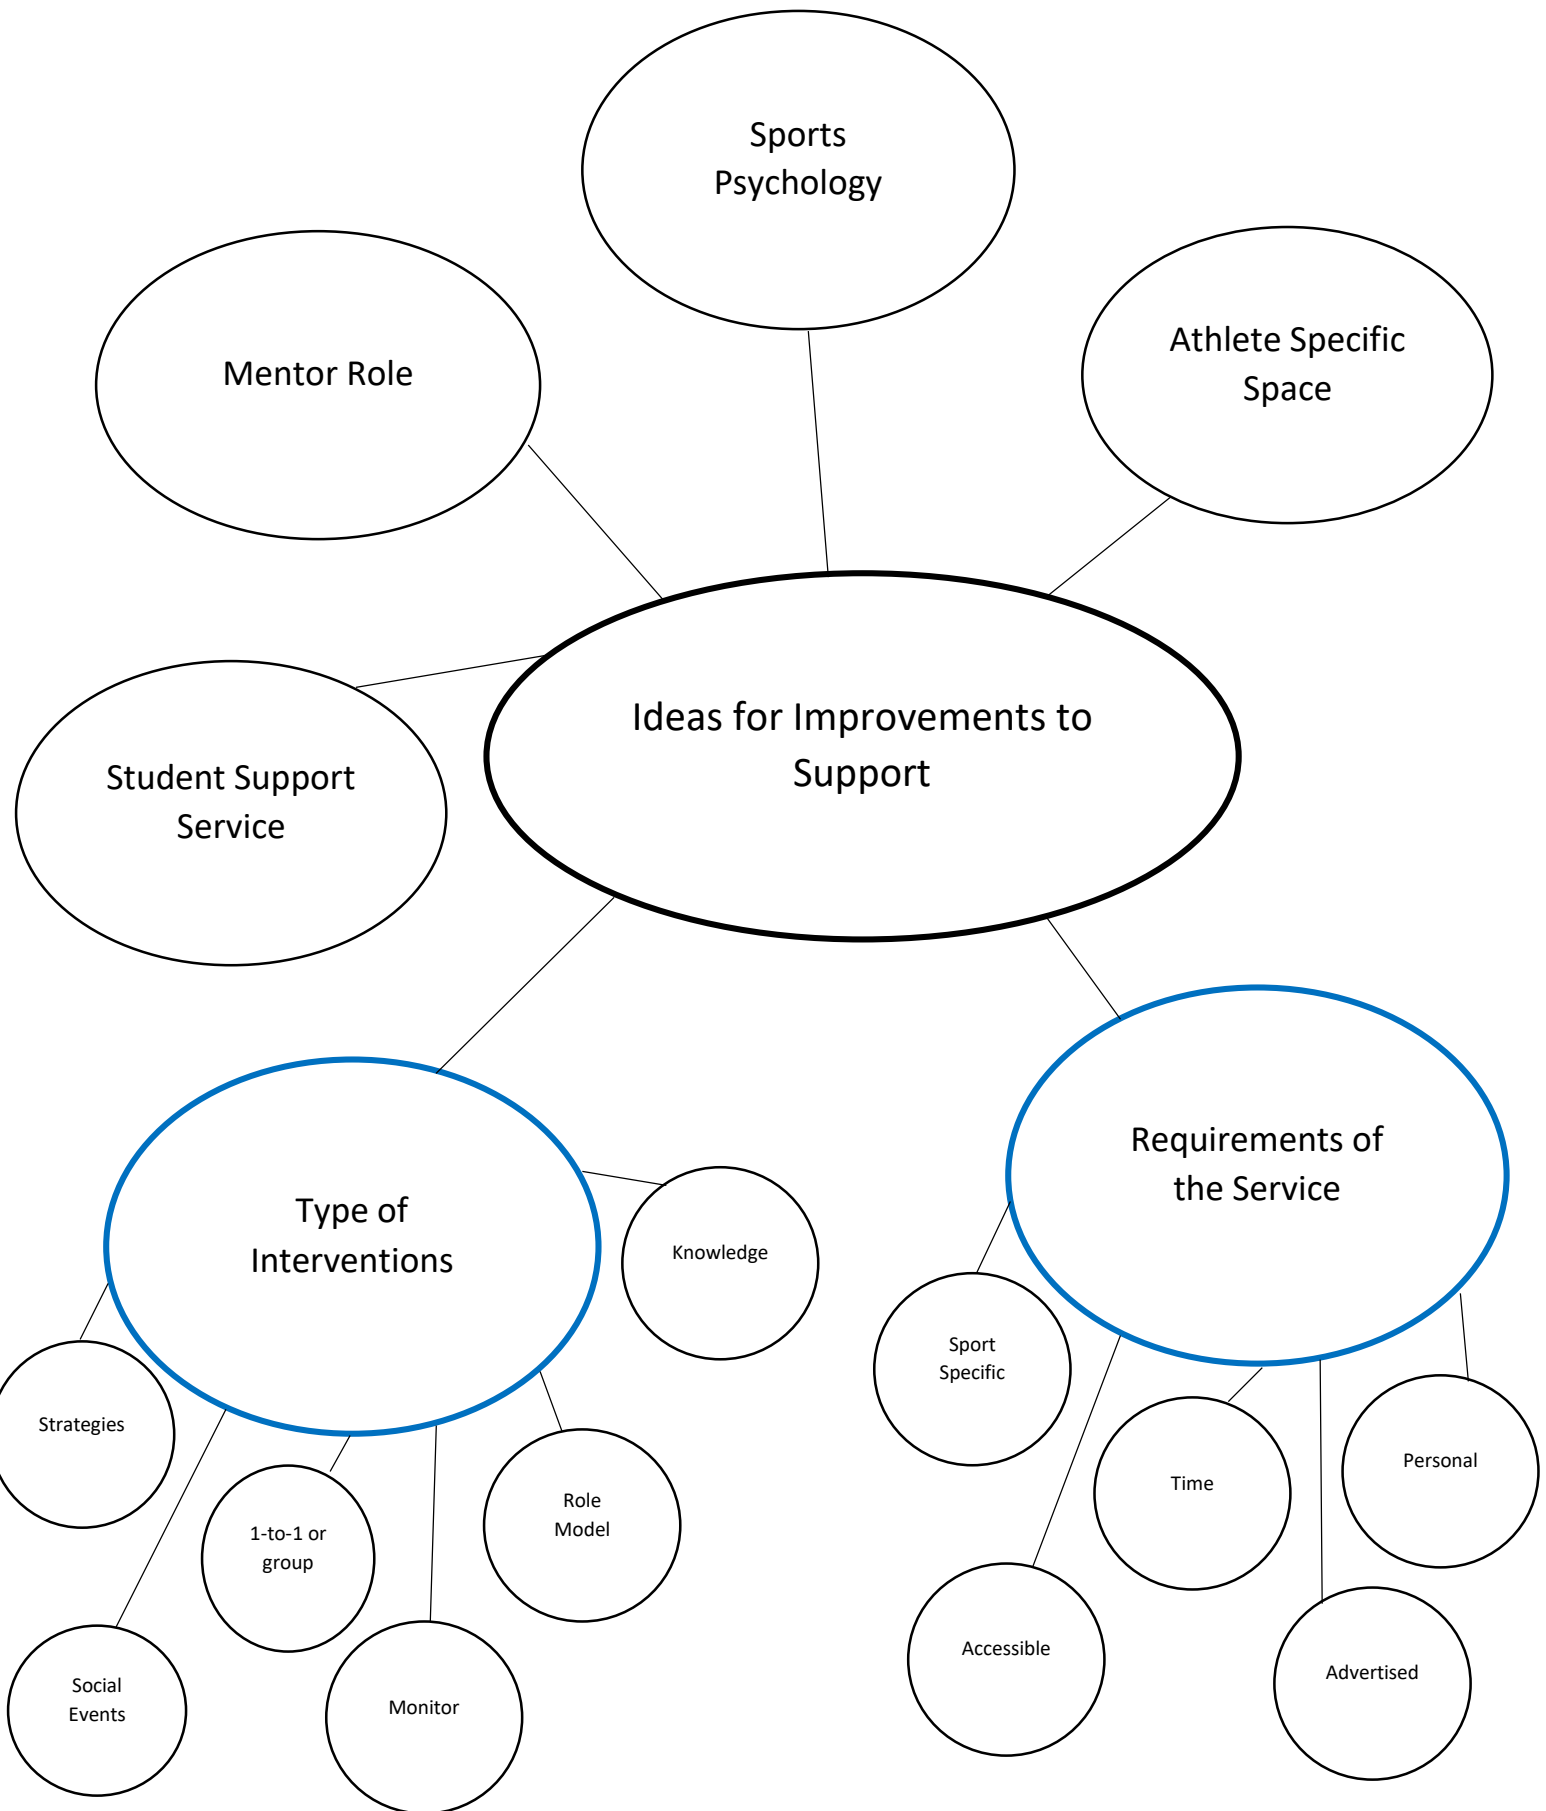 Sports
Psychology
Mentor Role
Athlete Specific
Space
Ideas for Improvements to
Support
Student Support
Service
Type of
Interventions
Requirements of
the Service
Knowledge
Strategies
1-to-1 or
group
Role
Model
Social
Events
Monitor
Sport
Specific
Time
Personal
Accessible
Advertised